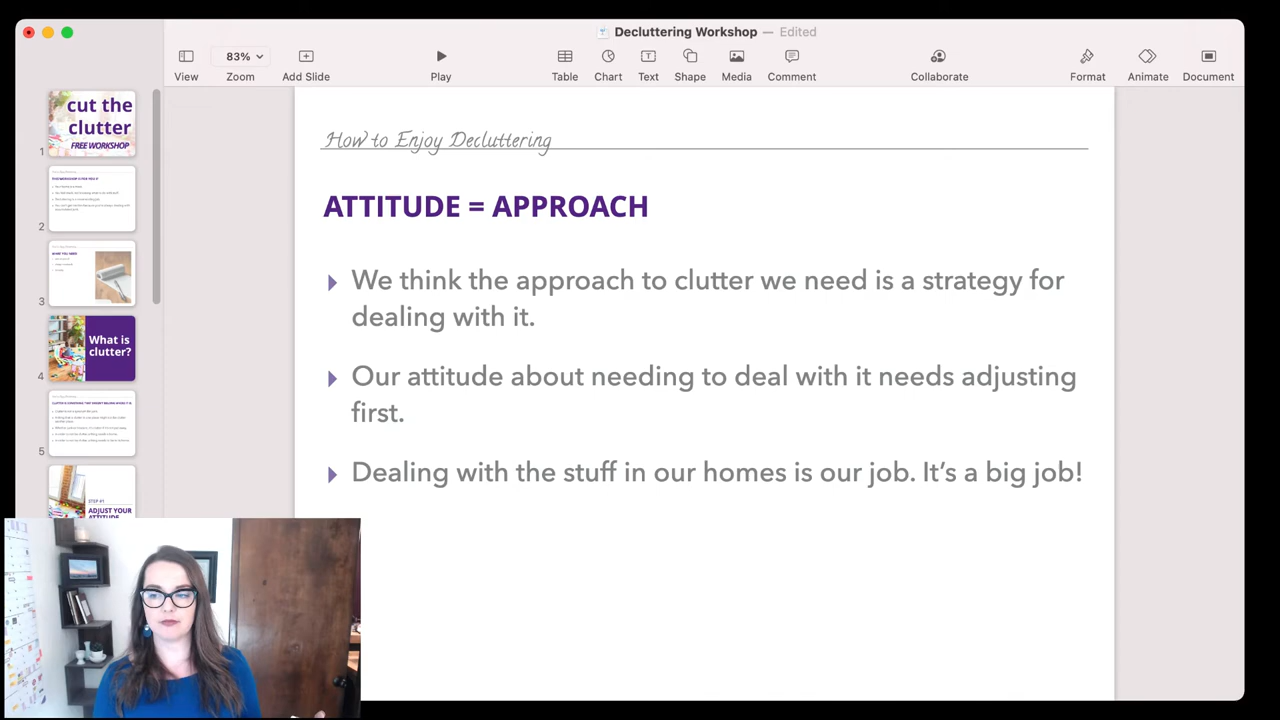 Decluttering Workshop — Edited
83%
View
Zoom
Add Slide
Play
Table
Chart
Text
Shape
Media
Comment
Collaborate
Format
Animate
Document
cut the
clutter
FREE WORKSHOP
1
2
3
What is
clutter?
4
5
STEP #1
ADJUST YOUR
ATTITUDE
How to Enjoy Decluttering
ATTITUDE = APPROACH
We think the approach to clutter we need is a strategy for
dealing with it.
Our attitude about needing to deal with it needs adjusting
first.
Dealing with the stuff in our homes is our job. It's a big job!